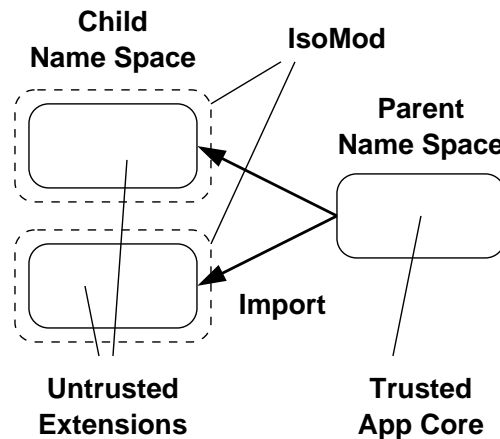 Child
Name Space
IsoMod
Parent
Name Space
Import
Untrusted
Extensions
Trusted
App Core